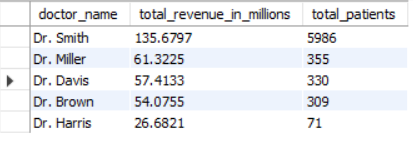 doctor_name total_revenue_in_millions total_patients
Dr. Smith 135.6797 5986
Dr. Miller 61.3225 355
Dr. Davis 57.4133 330
Dr. Brown 54.0755 309
Dr. Harris 26.6821 71